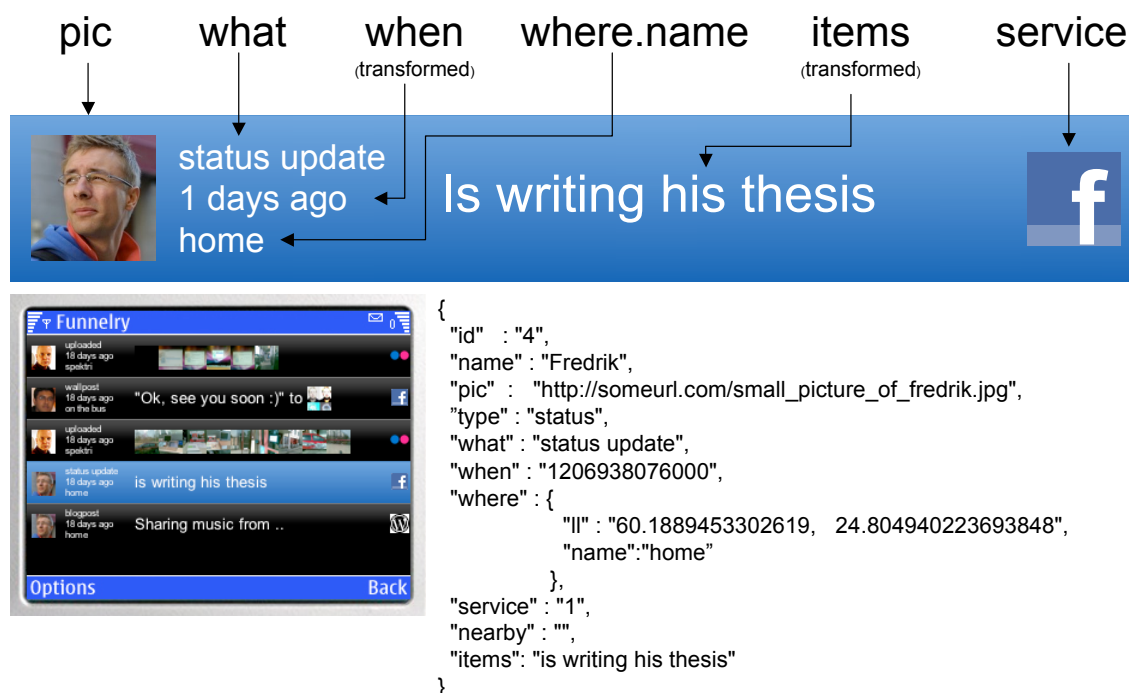 pic what when where.name items service
(transformed) (transformed)
status update
1 days ago
home
Is writing his thesis
f
Funnelry
0
uploaded
18 days ago
spektri
wallpost
18 days ago
on the bus
"Ok, see you soon :)" to
f
uploaded
18 days ago
spektri
status update
18 days ago
home
is writing his thesis
f
blogpost
18 days ago
home
Sharing music from ..
W
Options Back
{
"id" : "4",
"name" : "Fredrik",
"pic" : "http://someurl.com/small_picture_of_fredrik.jpg",
”type" : "status",
"what" : "status update",
"when" : "1206938076000",
"where" : {
"ll" : "60.1889453302619, 24.804940223693848",
"name":"home”
},
"service" : "1",
"nearby" : "",
"items": "is writing his thesis"
}